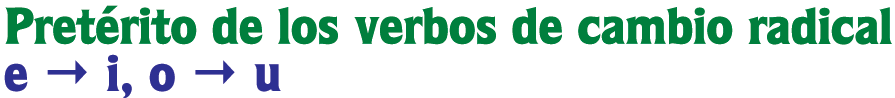 Pretérito de los verbos de cambio radical
e → i, o → u